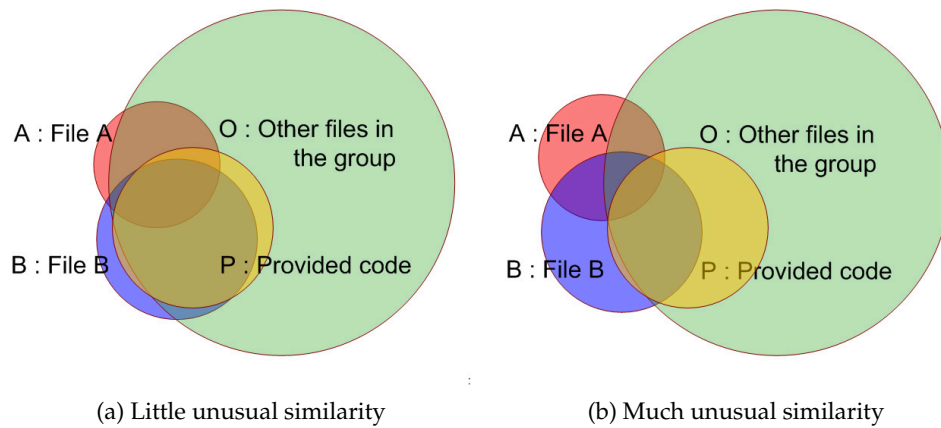 A : File A
O : Other files in
the group
B : File B
P : Provided code
(a) Little unusual similarity
A : File A
O : Other files in
the group
B : File B
P : Provided code
:
(b) Much unusual similarity